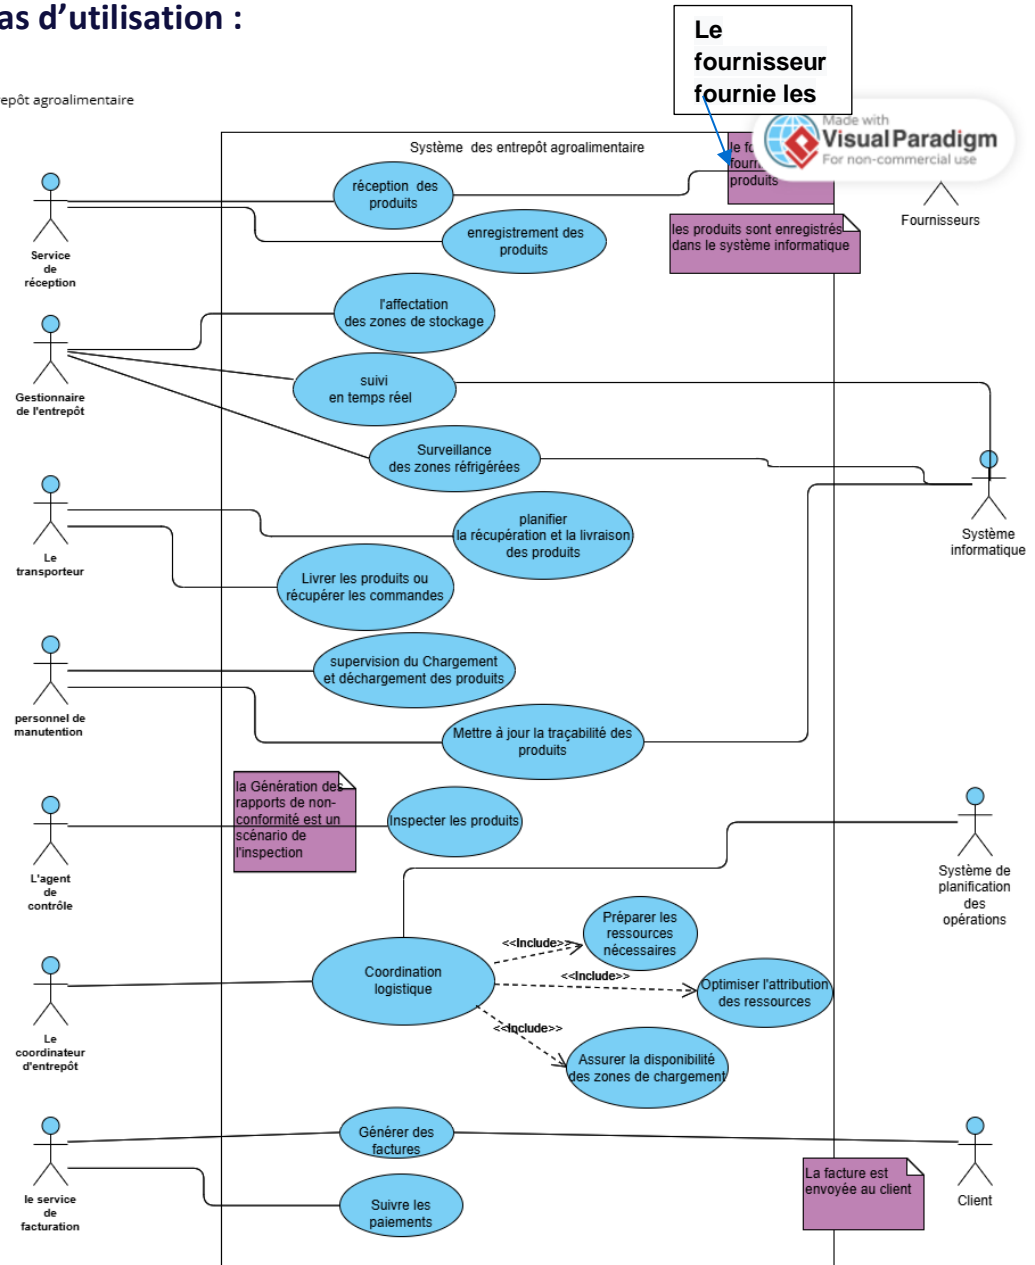 as d'utilisation :
Le
fournisseur
fournie les
repôt agroalimentaire
Made with
Visual Paradigm
For non-commercial use
Système des entrepôt agroalimentaire
le
produits
réception des
produits
Service
de
réception
enregistrement des
produits
les produits sont enregistrés
dans le système informatique
Fournisseurs
l'affectation
des zones de stockage
Gestionnaire
de l'entrepôt
suivi
en temps réel
Surveillance
des zones réfrigérées
Système
informatique
Le
transporteur
planifier
la récupération et la livraison
des produits
Livrer les produits ou
récupérer les commandes
personnel de
manutention
supervision du Chargement
et déchargement des produits
Mettre à jour la traçabilité des
produits
la Génération des
rapports de non-
conformité est un
scénario de
l'inspection
Inspecter les produits
L'agent
de
contrôle
Système de
planification
des
opérations
Préparer les
ressources
nécessaires
<<Include>>
<<Include>>
Coordination
logistique
Optimiser l'attribution
des ressources
<<Include>>
Assurer la disponibilité
des zones de chargement
Le
coordinateur
d'entrepôt
Générer des
factures
Suivre les
paiements
le service
de
facturation
La facture est
envoyée au client
Client